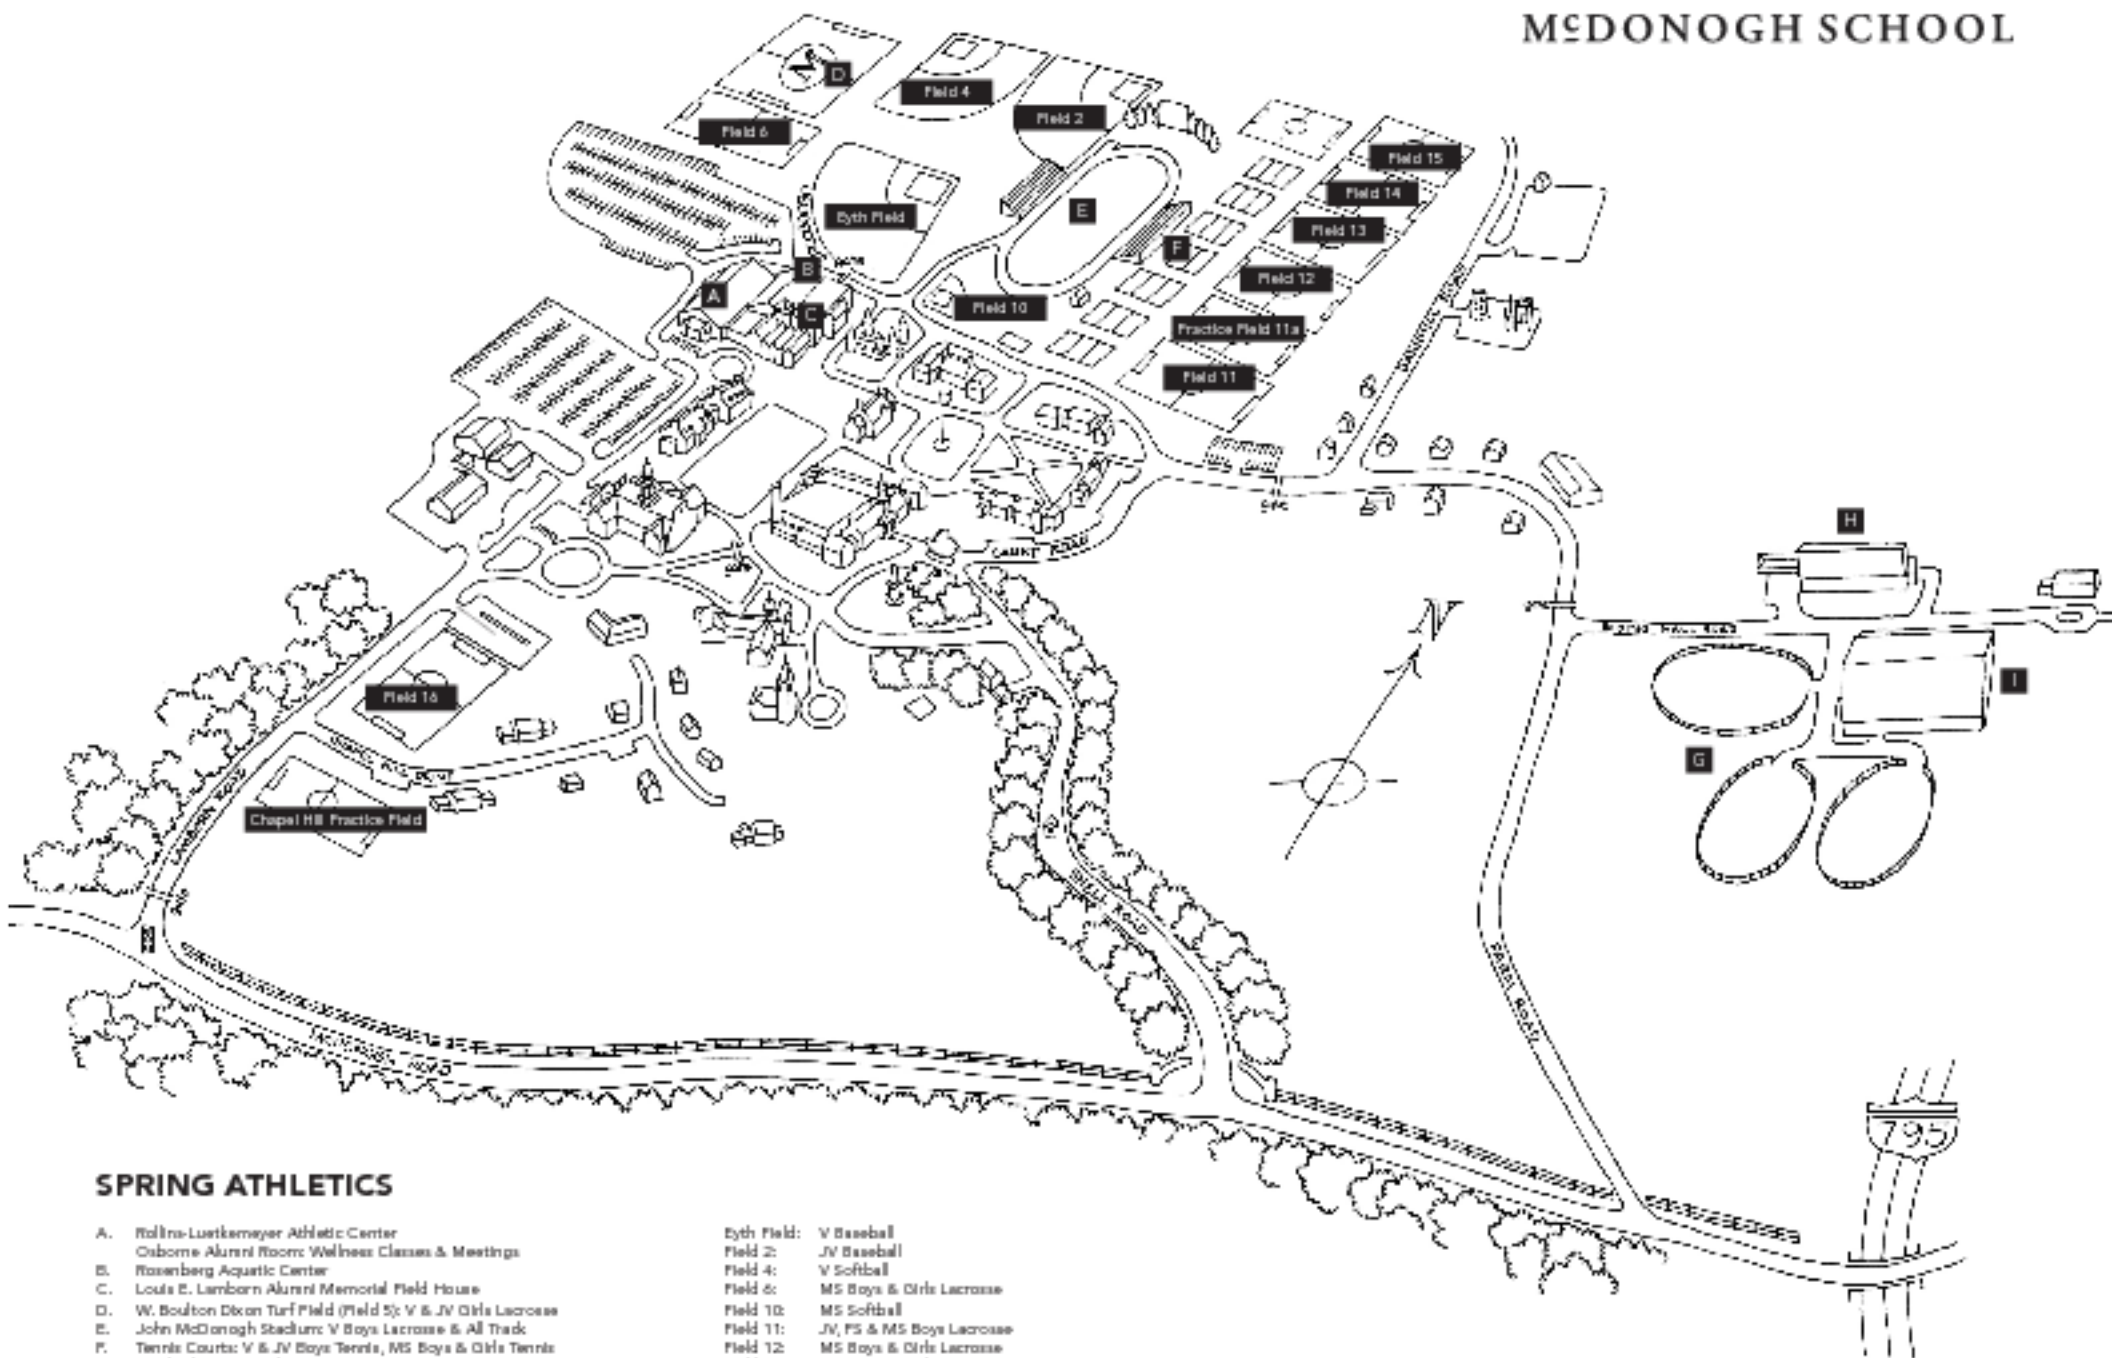 McDONOGH SCHOOL
D
Field 4
Field 2
Field 6
Field 15
Field 14
Eyth Field
E
Field 13
F
B
Field 12
A
C
Field 10
Practice Field 11a
Field 11
H
LAUNE ROAD
I
Field 16
G
Chapel Hill Practice Field
LAMBORN ROAD
795
SPRING ATHLETICS
A. Rollins-Luetkemeyer Athletic Center
Osborne Alumni Room: Wellness Classes & Meetings
B. Rosenberg Aquatic Center
C. Louis E. Lamborn Alumni Memorial Field House
D. W. Boulton Dixon Turf Field (Field 5): V & JV Girls Lacrosse
E. John McDonogh Stadium: V Boys Lacrosse & All Track
F. Tennis Courts: V & JV Boys Tennis, MS Boys & Girls Tennis
Eyth Field: V Baseball
Field 2: JV Baseball
Field 4: V Softball
Field 6: MS Boys & Girls Lacrosse
Field 10: MS Softball
Field 11: JV, FS & MS Boys Lacrosse
Field 12: MS Boys & Girls Lacrosse